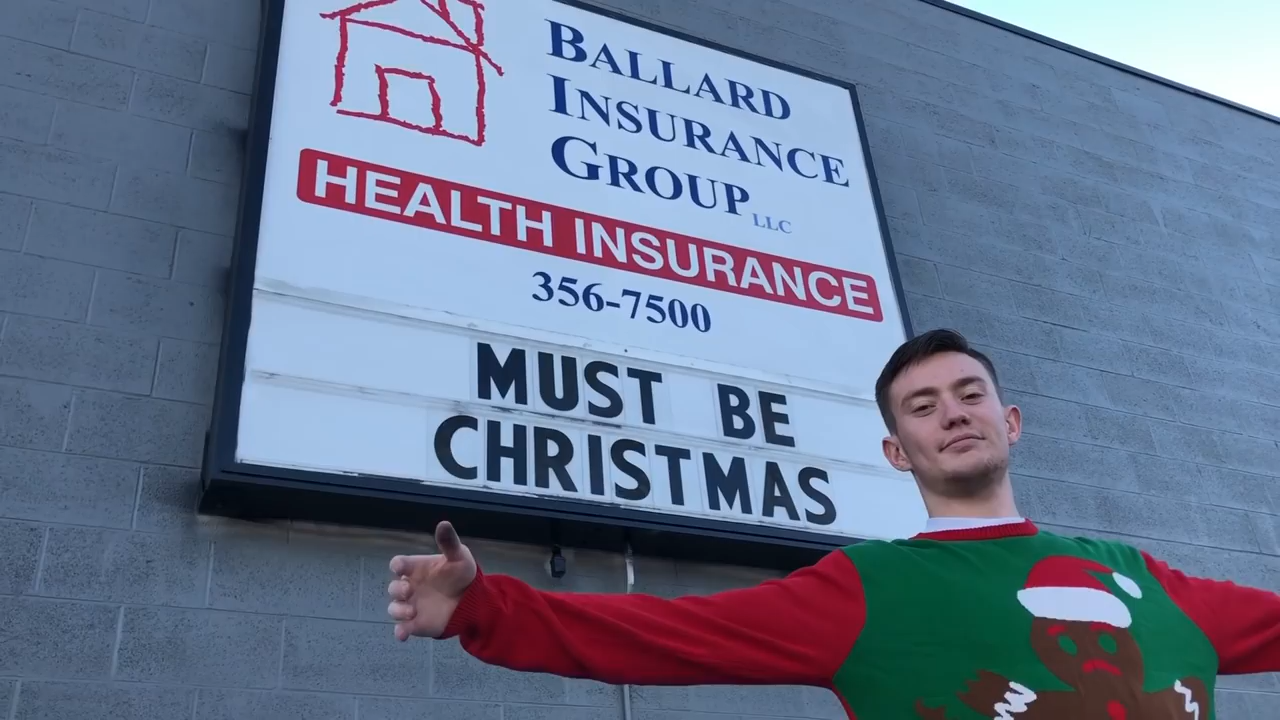 BALLARD
INSURANCE
GROUP LLC
HEALTH INSURANCE
356-7500
MUST BE
CHRISTMAS